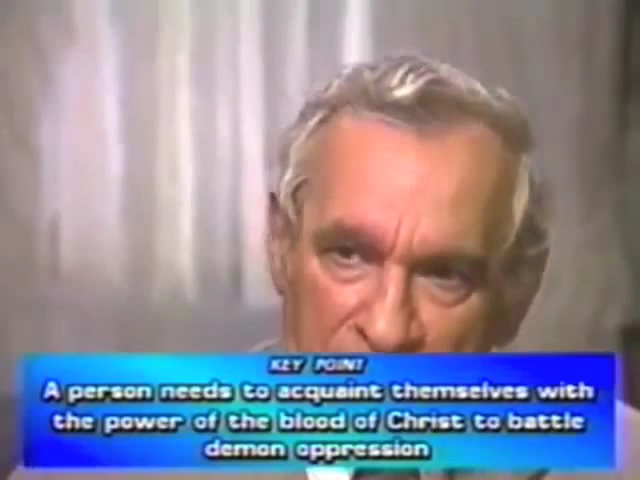 KEY POINT
A person needs to acquaint themselves with
the power of the blood of Christ to battle
demon oppression